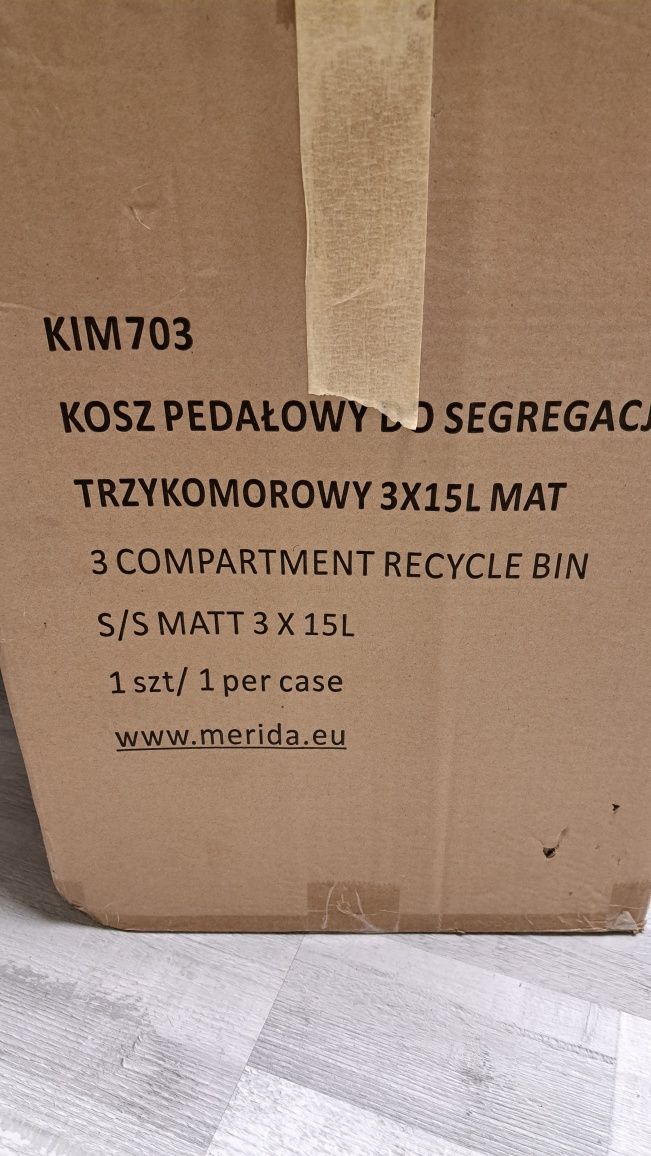 KIM703
KOSZ PEDAŁOWY DO SEGREGACJ
TRZYKOMOROWY 3X15L MAT
3 COMPARTMENT RECYCLE BIN
S/S MATT 3 X 15L
1 szt/ 1 per case
www.merida.eu